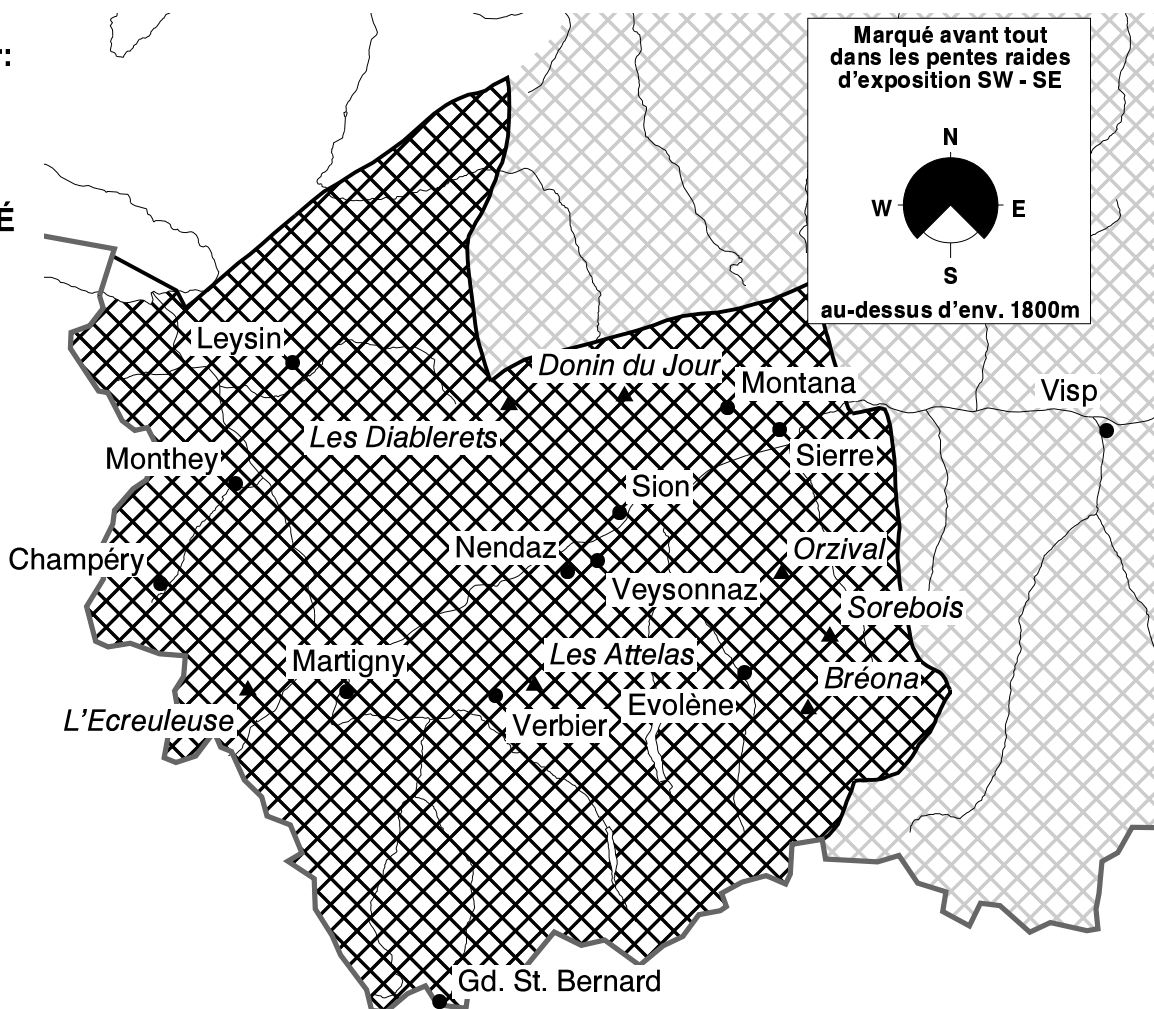 :
Marqué avant tout
dans les pentes raides
d'exposition SW - SE
N
W
E
S
au-dessus d'env. 1800m
É
Leysin
Donin du Jour
Montana
Visp
Les Diablerets
Sierre
Monthey
Sion
Nendaz
Orzival
Champéry
Veysonnaz
Sorebois
Les Attelas
Martigny
Bréona
Evolène
L'Ecreuleuse
Verbier
Gd. St. Bernard